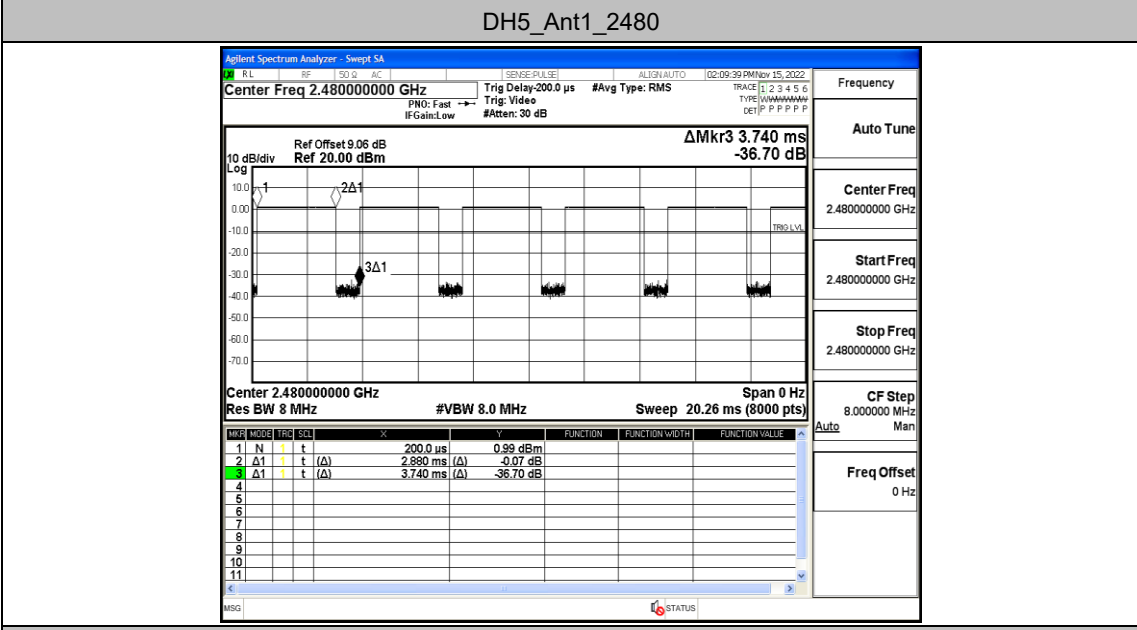 DH5_Ant1_2480
Agilent Spectrum Analyzer - Swept SA
RL RF 50 Ω AC SENSE:PULSE ALIGNAUTO 02:09:39 PM Nov 15, 2022
Center Freq 2.480000000 GHz
PNO: Fast
IFGain:Low
Trig Delay-200.0 µs
Trig: Video
#Atten: 30 dB
#Avg Type: RMS
TRACE 1 2 3 4 5 6
TYPE WWWWWW
DET P P P P P P
ΔMkr3 3.740 ms
-36.70 dB
Ref Offset 9.06 dB
10 dB/div Ref 20.00 dBm
Log
10.0
0.00
-10.0
-20.0
-30.0
-40.0
-50.0
-60.0
-70.0
1
2Δ1
3Δ1
TRIG LVL
Center 2.480000000 GHz Span 0 Hz
Res BW 8 MHz #VBW 8.0 MHz Sweep 20.26 ms (8000 pts)
MKR MODE TRC SCL X Y FUNCTION FUNCTION WIDTH FUNCTION VALUE
1 N 1 t 200.0 µs 0.99 dBm
2 Δ1 1 t (Δ) 2.880 ms (Δ) -0.07 dB
3 Δ1 1 t (Δ) 3.740 ms (Δ) -36.70 dB
4
5
6
7
8
9
10
11
MSG STATUS
Frequency
Auto Tune
Center Freq
2.480000000 GHz
Start Freq
2.480000000 GHz
Stop Freq
2.480000000 GHz
CF Step
8.000000 MHz
Auto Man
Freq Offset
0 Hz